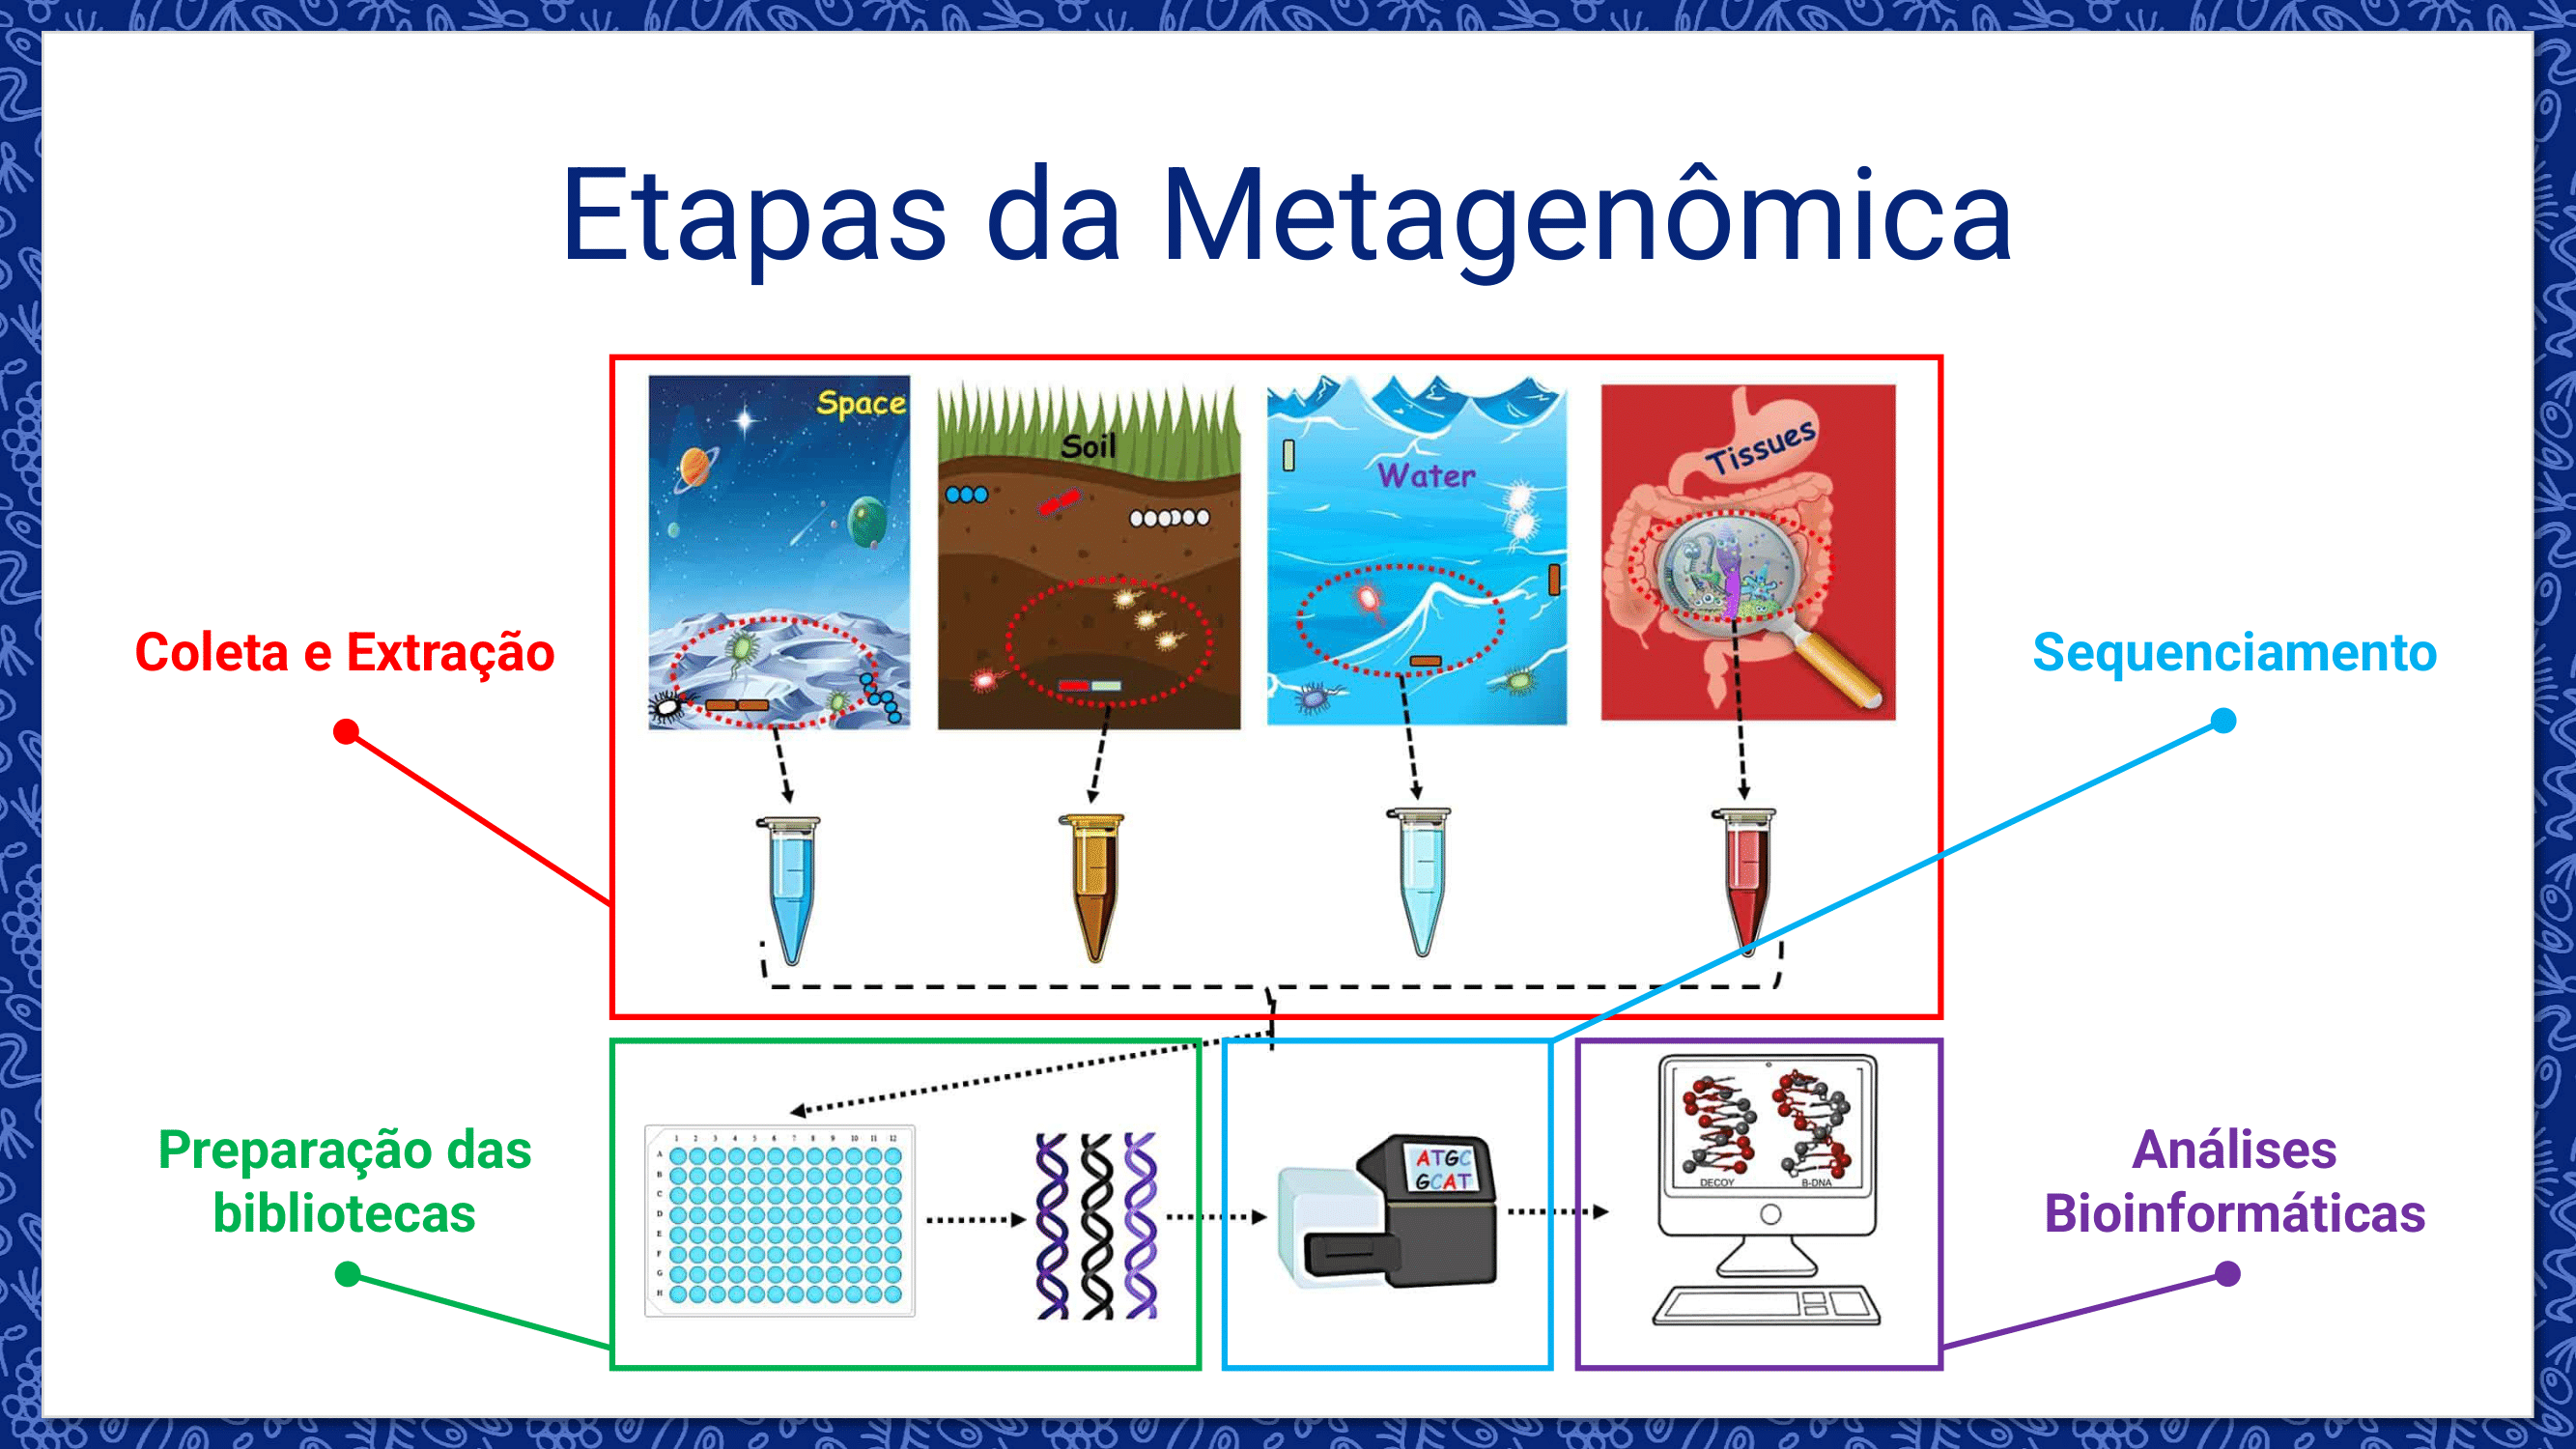 Etapas da Metagenômica
Space
Soil
Water
Tissues
Coleta e Extração
Sequenciamento
Preparação das
bibliotecas
1 2 3 4 5 6 7 8 9 10 11 12
A
B
C
D
E
F
G
H
ATGC
GCAT
DECOY B-DNA
Análises
Bioinformáticas